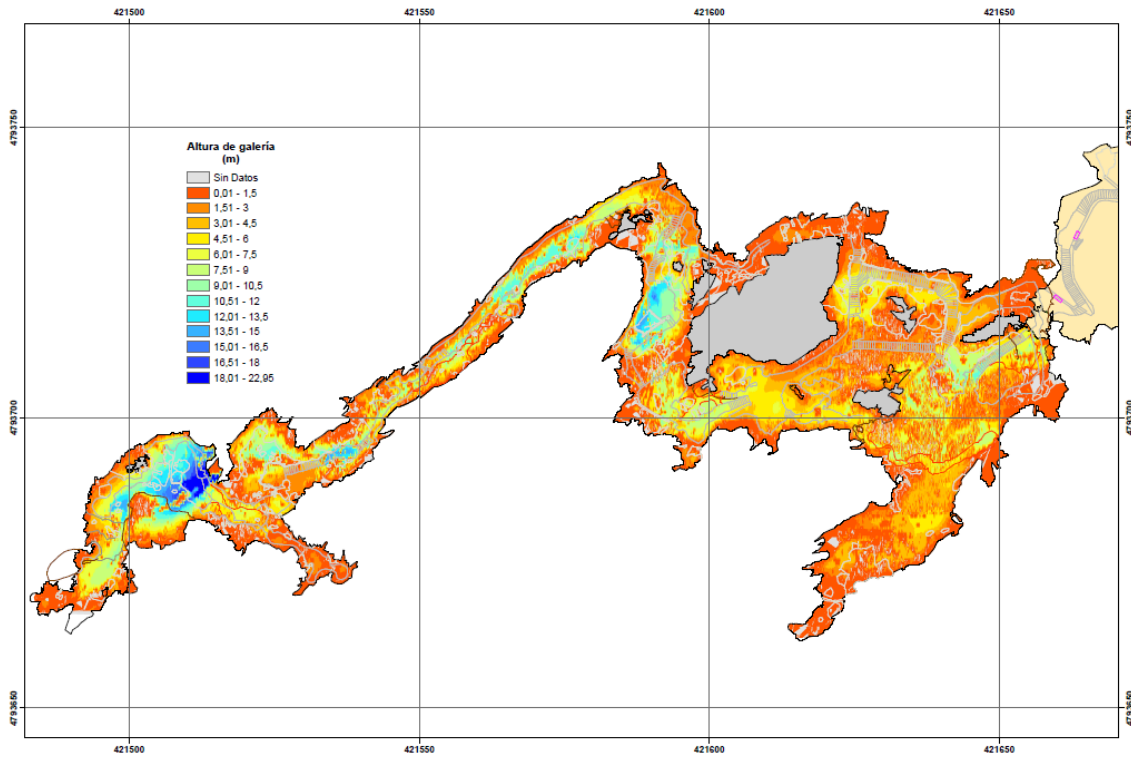 421500 421550 421600 421650
4793750 4793750
Altura de galería
(m)
Sin Datos
0,01 - 1,5
1,51 - 3
3,01 - 4,5
4,51 - 6
6,01 - 7,5
7,51 - 9
9,01 - 10,5
10,51 - 12
12,01 - 13,5
13,51 - 15
15,01 - 16,5
16,51 - 18
18,01 - 22,95
4793700 4793700
4793650 4793650
421500 421550 421600 421650